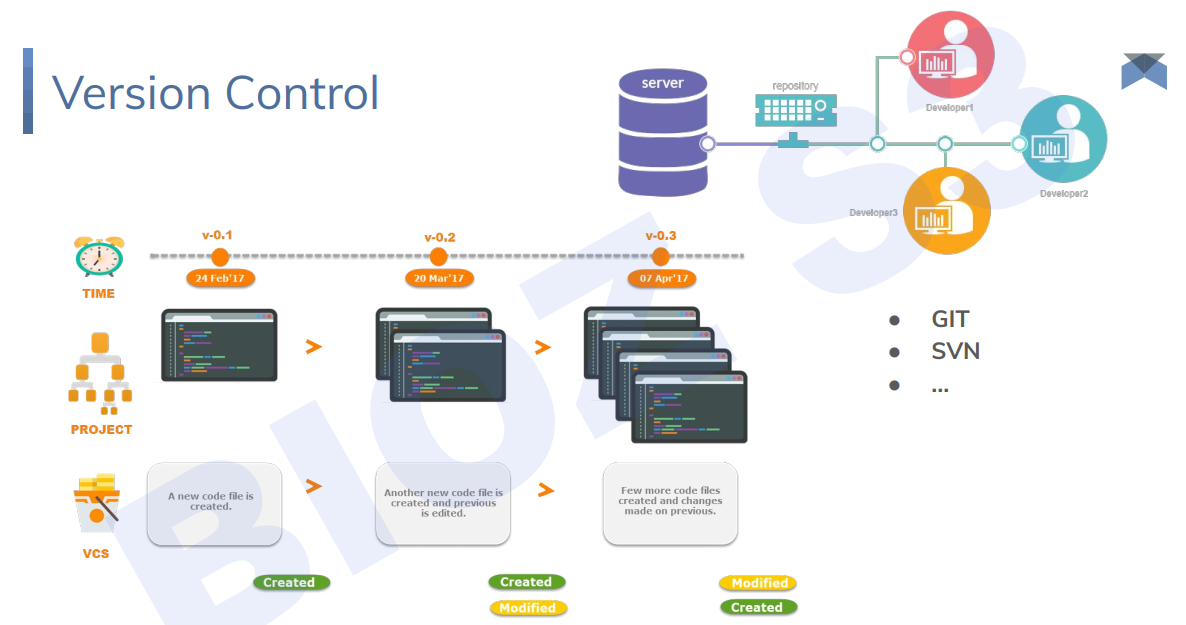 Version Control
server
repository
Developer1
Developer2
Developer3
v-0.1
v-0.2
v-0.3
24 Feb'17
20 Mar'17
07 Apr'17
TIME
GIT
SVN
...
PROJECT
A new code file is
created.
Another new code file is
created and previous
is edited.
Few more code files
created and changes
made on previous.
VCS
Created
Created
Modified
Modified
Created